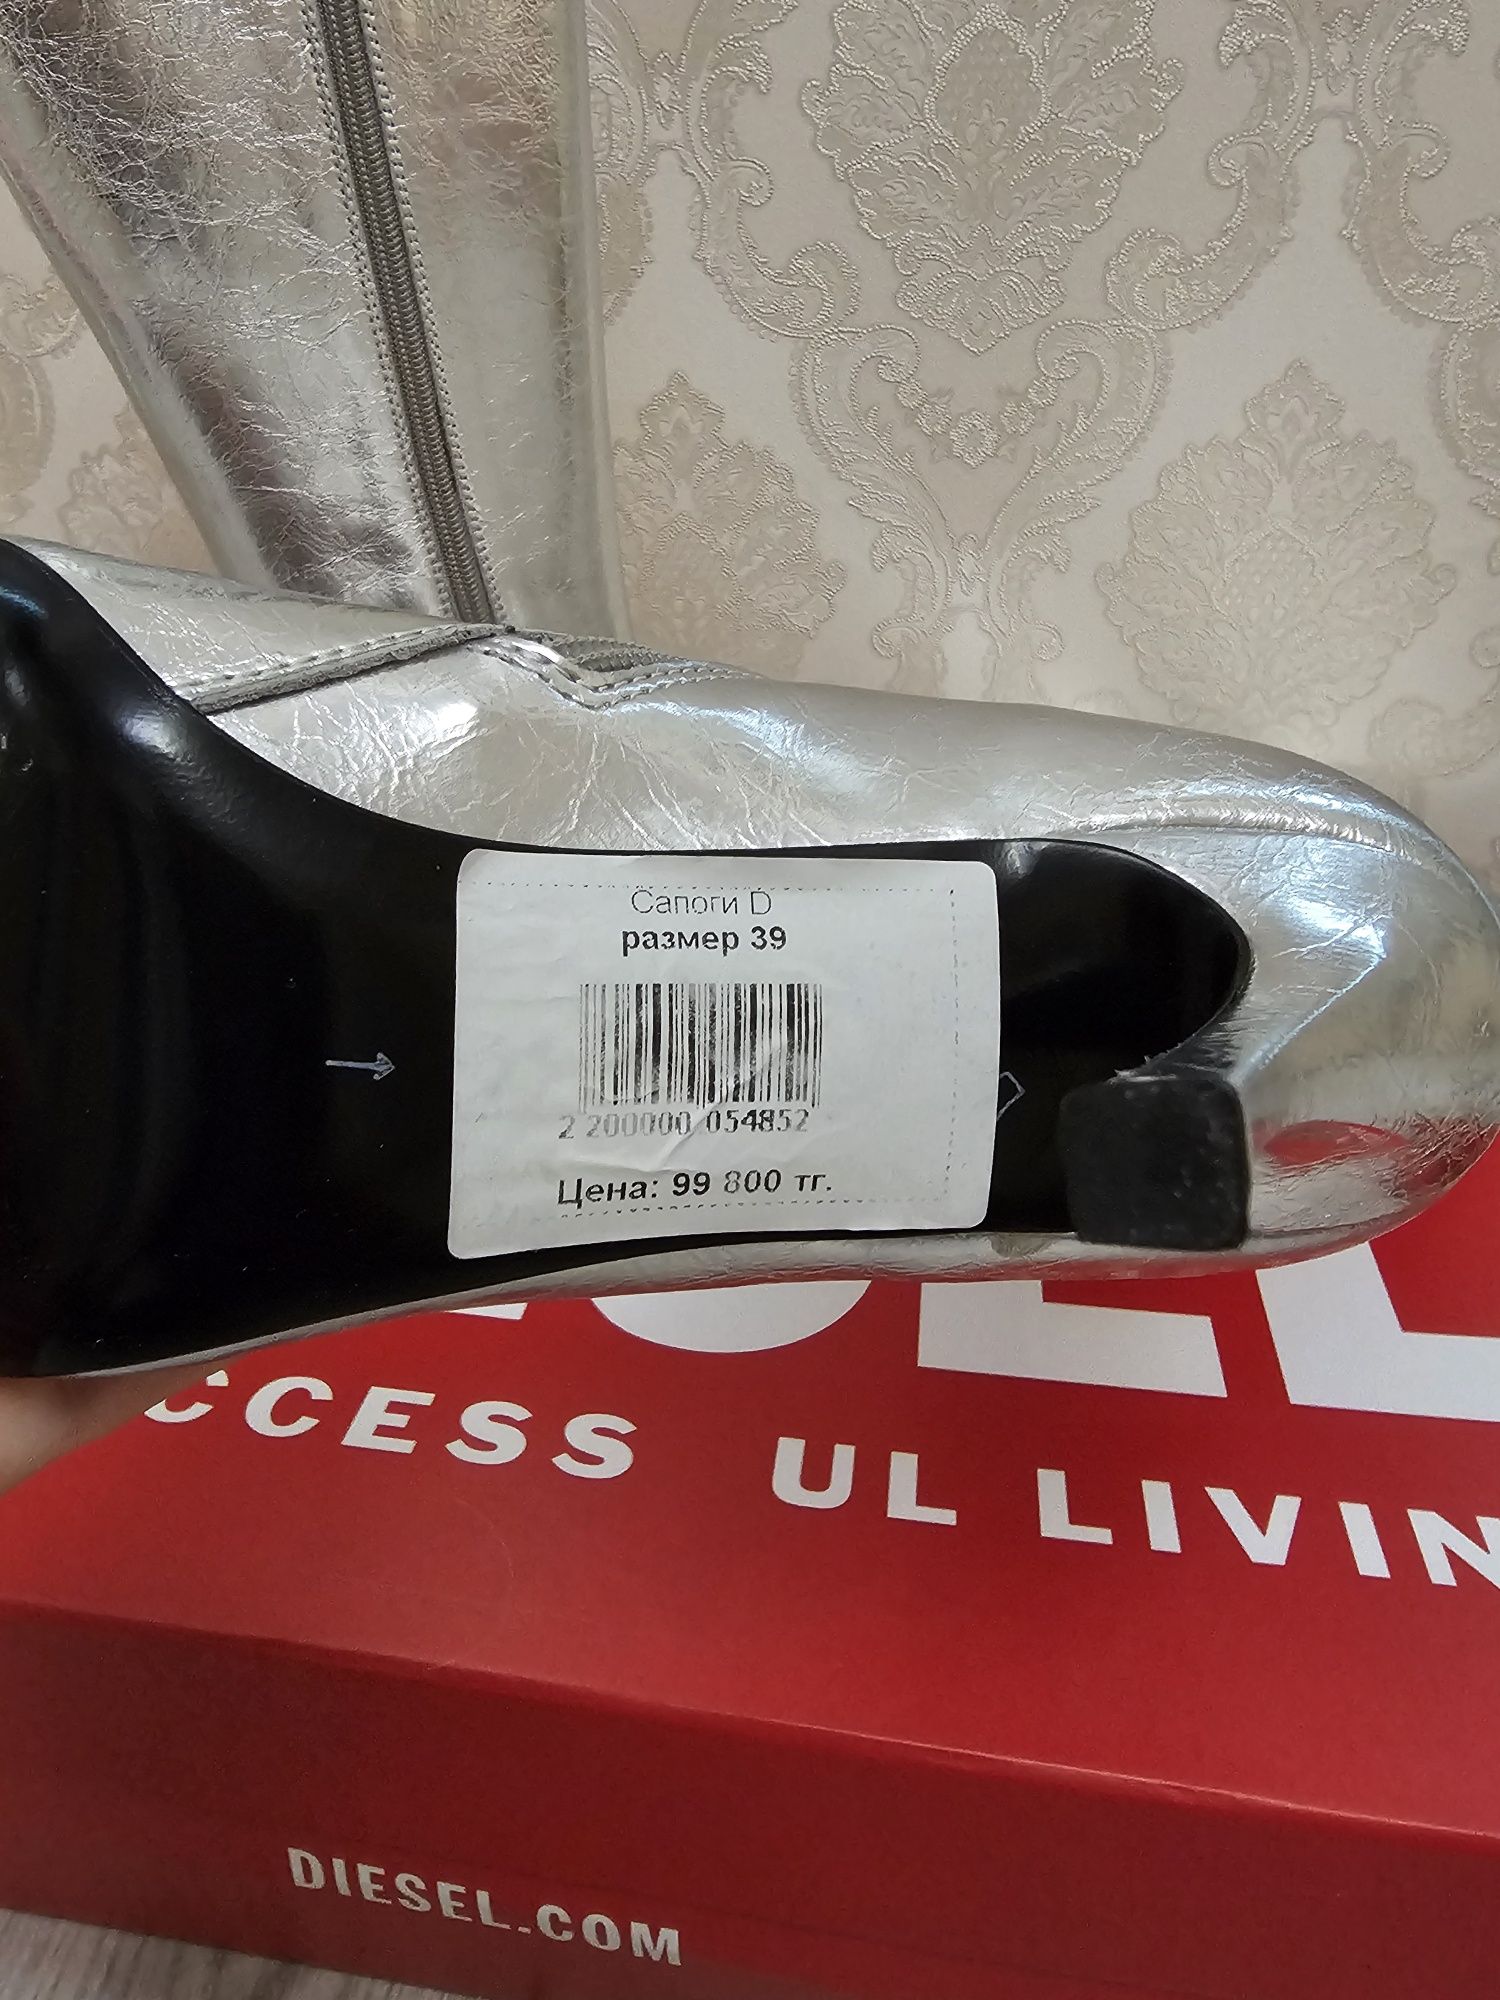 Сапоги D
размер 39
2 200000 054852
Цена: 99 800 тг.
CCESS UL LIVIN
DIESEL.COM